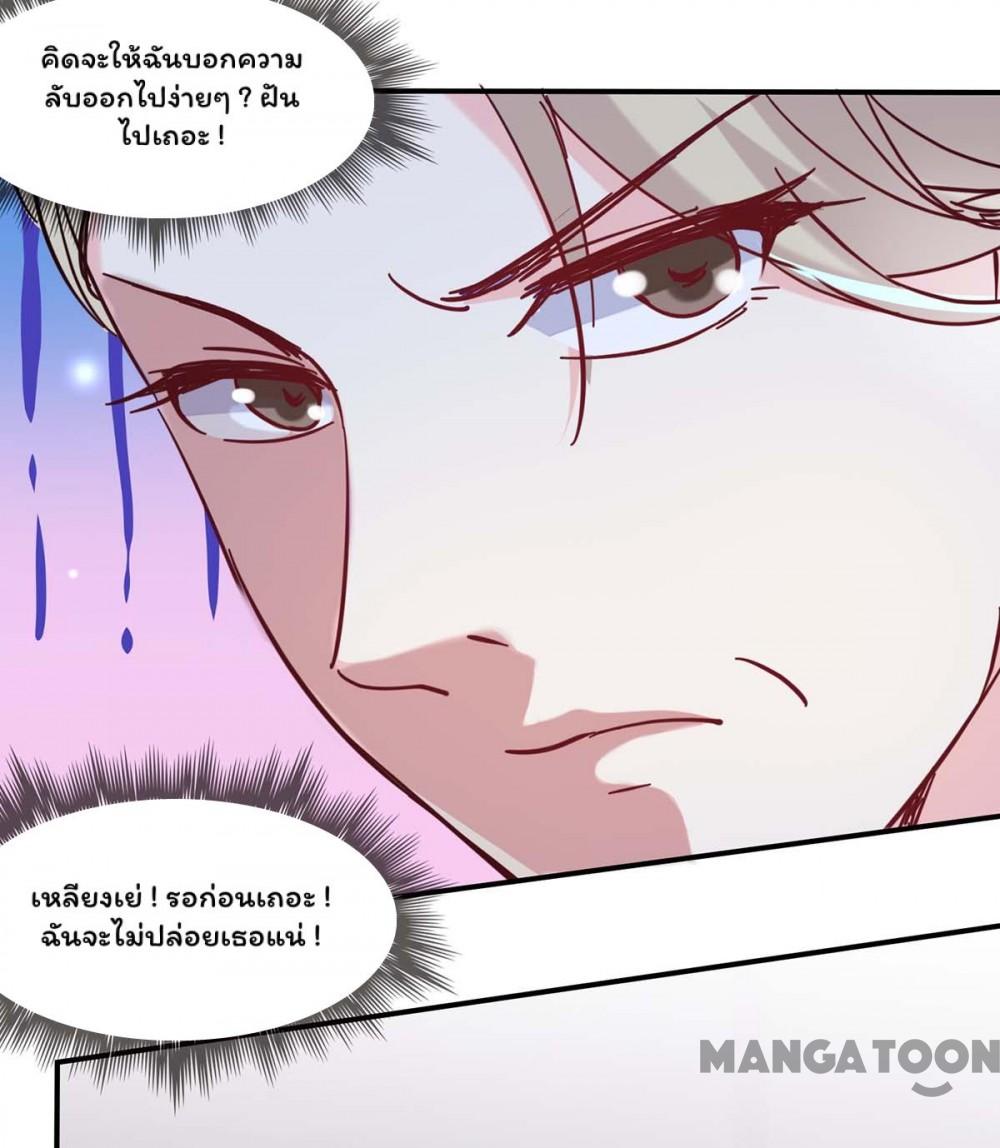 คิดจะให้ฉันบอกความ
ลับออกไปง่ายๆ ? ฝัน
ไปเถอะ !
เหลียงเย่ ! รอก่อนเถอะ !
ฉันจะไม่ปล่อยเธอแน่ !
MANGA TOON